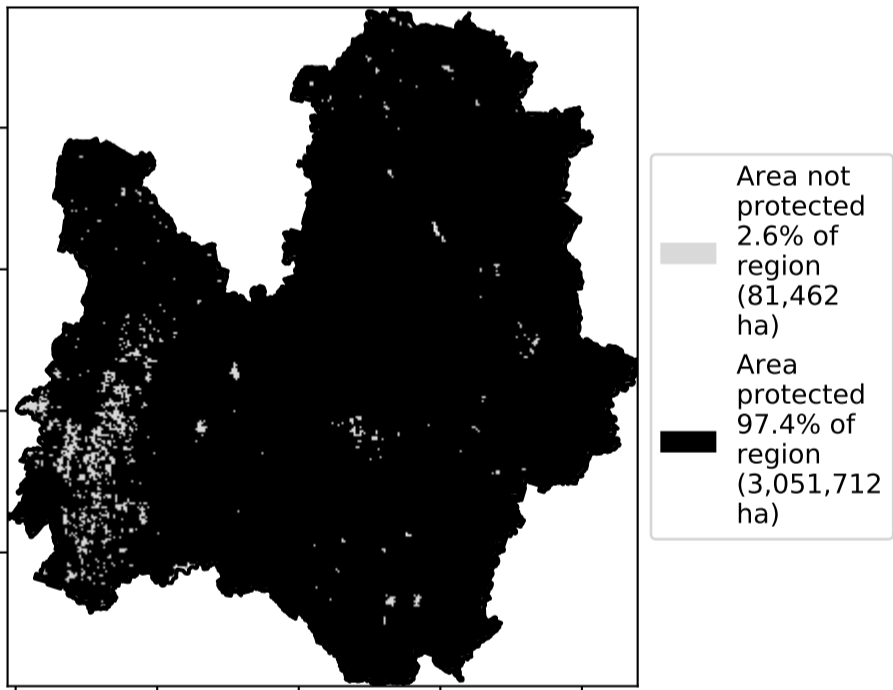 Area not
protected
2.6% of
region
(81,462
ha)
Area
protected
97.4% of
region
(3,051,712
ha)